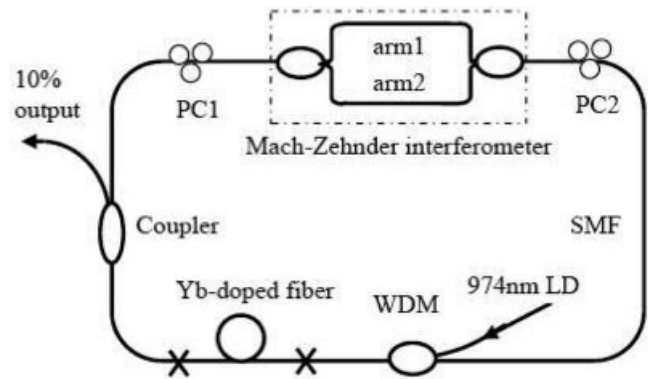 arm1
arm2
10%
output
PC1
PC2
Mach-Zehnder interferometer
Coupler
SMF
Yb-doped fiber
WDM
974nm LD